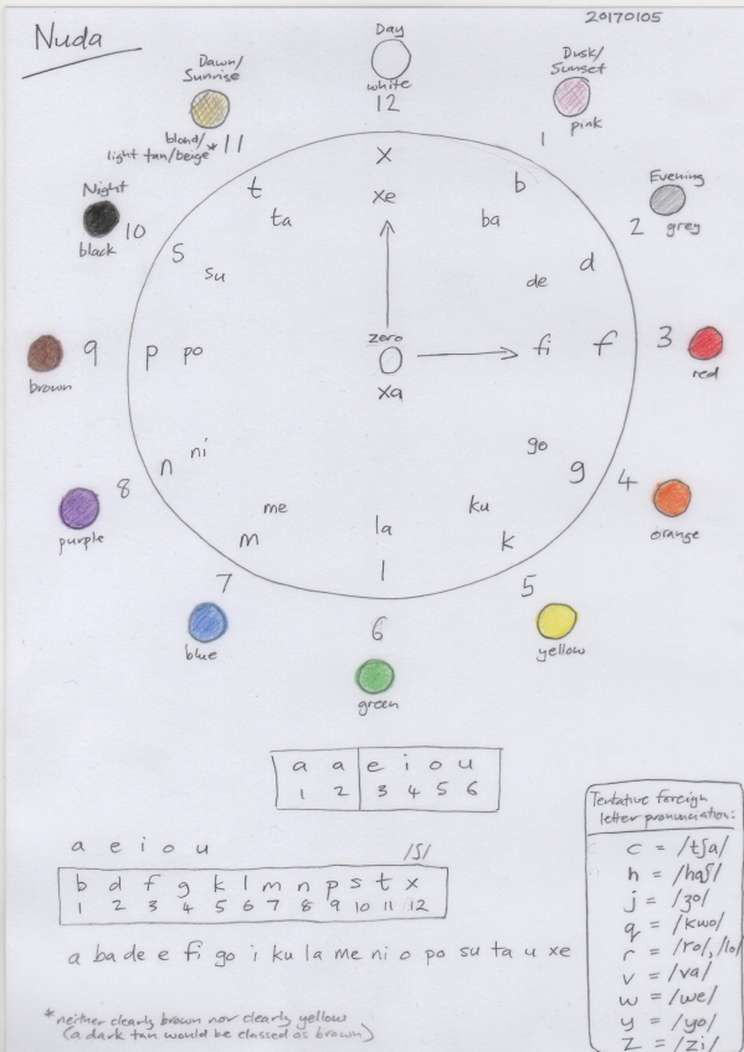 20170105
Nuda
Day
white
12
Dusk/
Sunset
pink
1
Evening
grey
2
3
red
4
orange
5
yellow
6
green
7
blue
8
purple
9
brown
Night
10
black
Dawn/
Sunrise
blond/
light tan/beige* 11
x
xe
b
ba
d
de
f
fi
g
go
k
ku
l
la
m
me
n
ni
p
po
s
su
t
ta
zero
O
xa
a a e i o u
1 2 3 4 5 6
a e i o u /ʃ/
b d f g k l m n p s t x
1 2 3 4 5 6 7 8 9 10 11 12
a ba de e fi go i ku la me ni o po su ta u xe
*neither clearly brown nor clearly yellow
(a dark tan would be classed as brown)
Tentative foreign
letter pronunciation:
c = /tʃa/
h = /haʃ/
j = /ʒo/
q = /kwo/
r = /ro/, /lo/
v = /va/
w = /we/
y = /yo/
z = /zi/